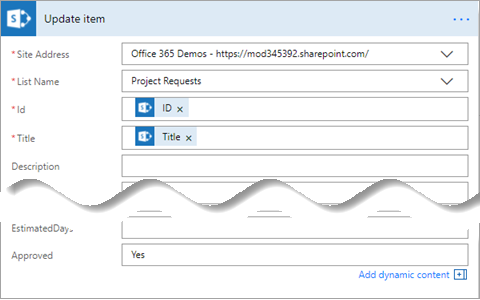 Update item
* Site Address
Office 365 Demos - https://mod345392.sharepoint.com/
* List Name
Project Requests
* Id
ID ×
* Title
Title ×
Description
Approved
Yes
Add dynamic content